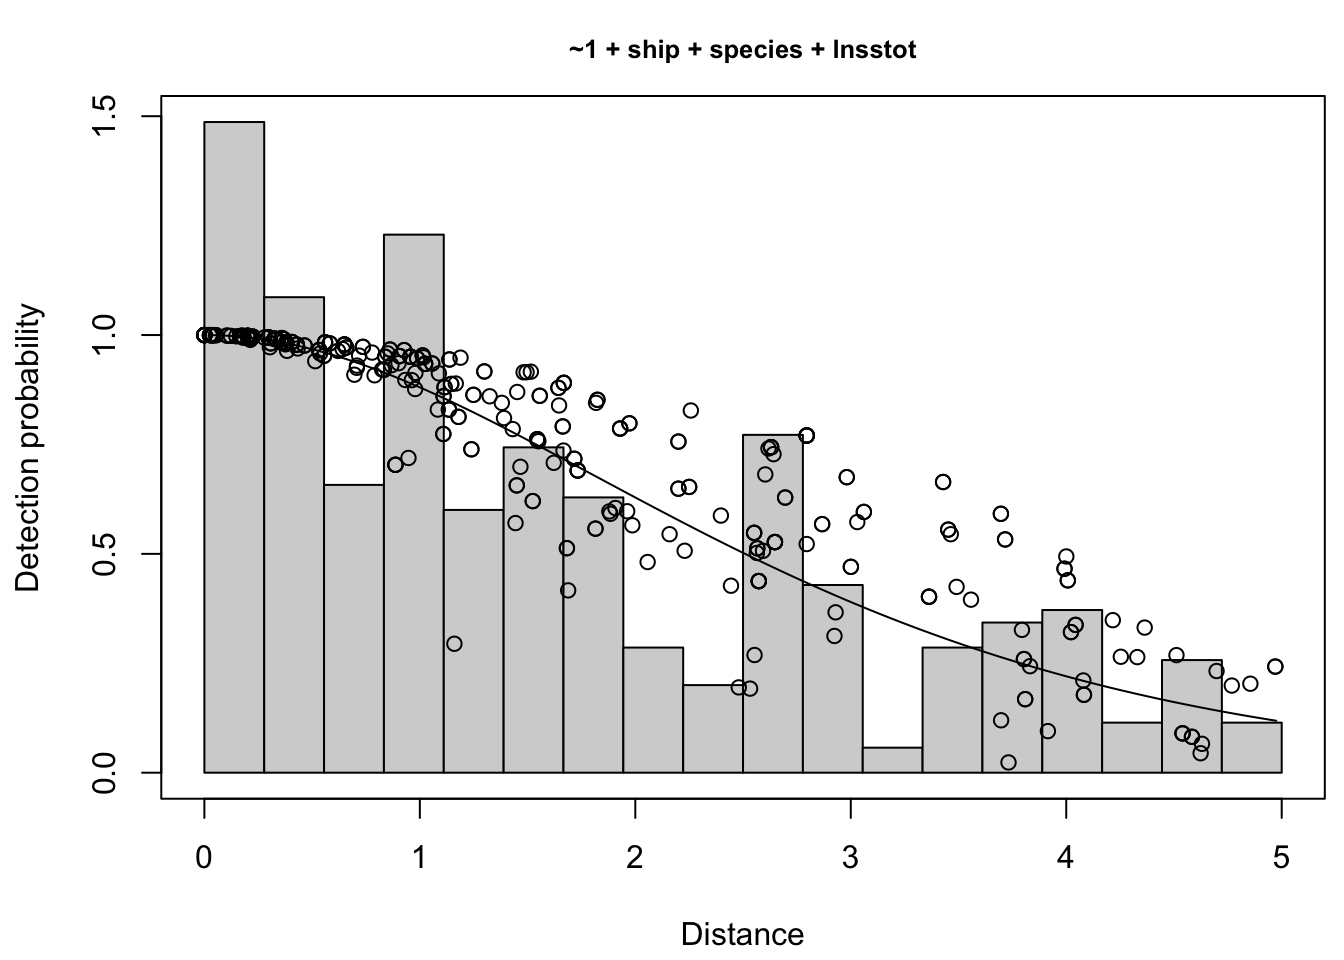 ~1 + ship + species + lnsstot
1.5
1.0
0.5
0.0
Detection probability
0 1 2 3 4 5
Distance